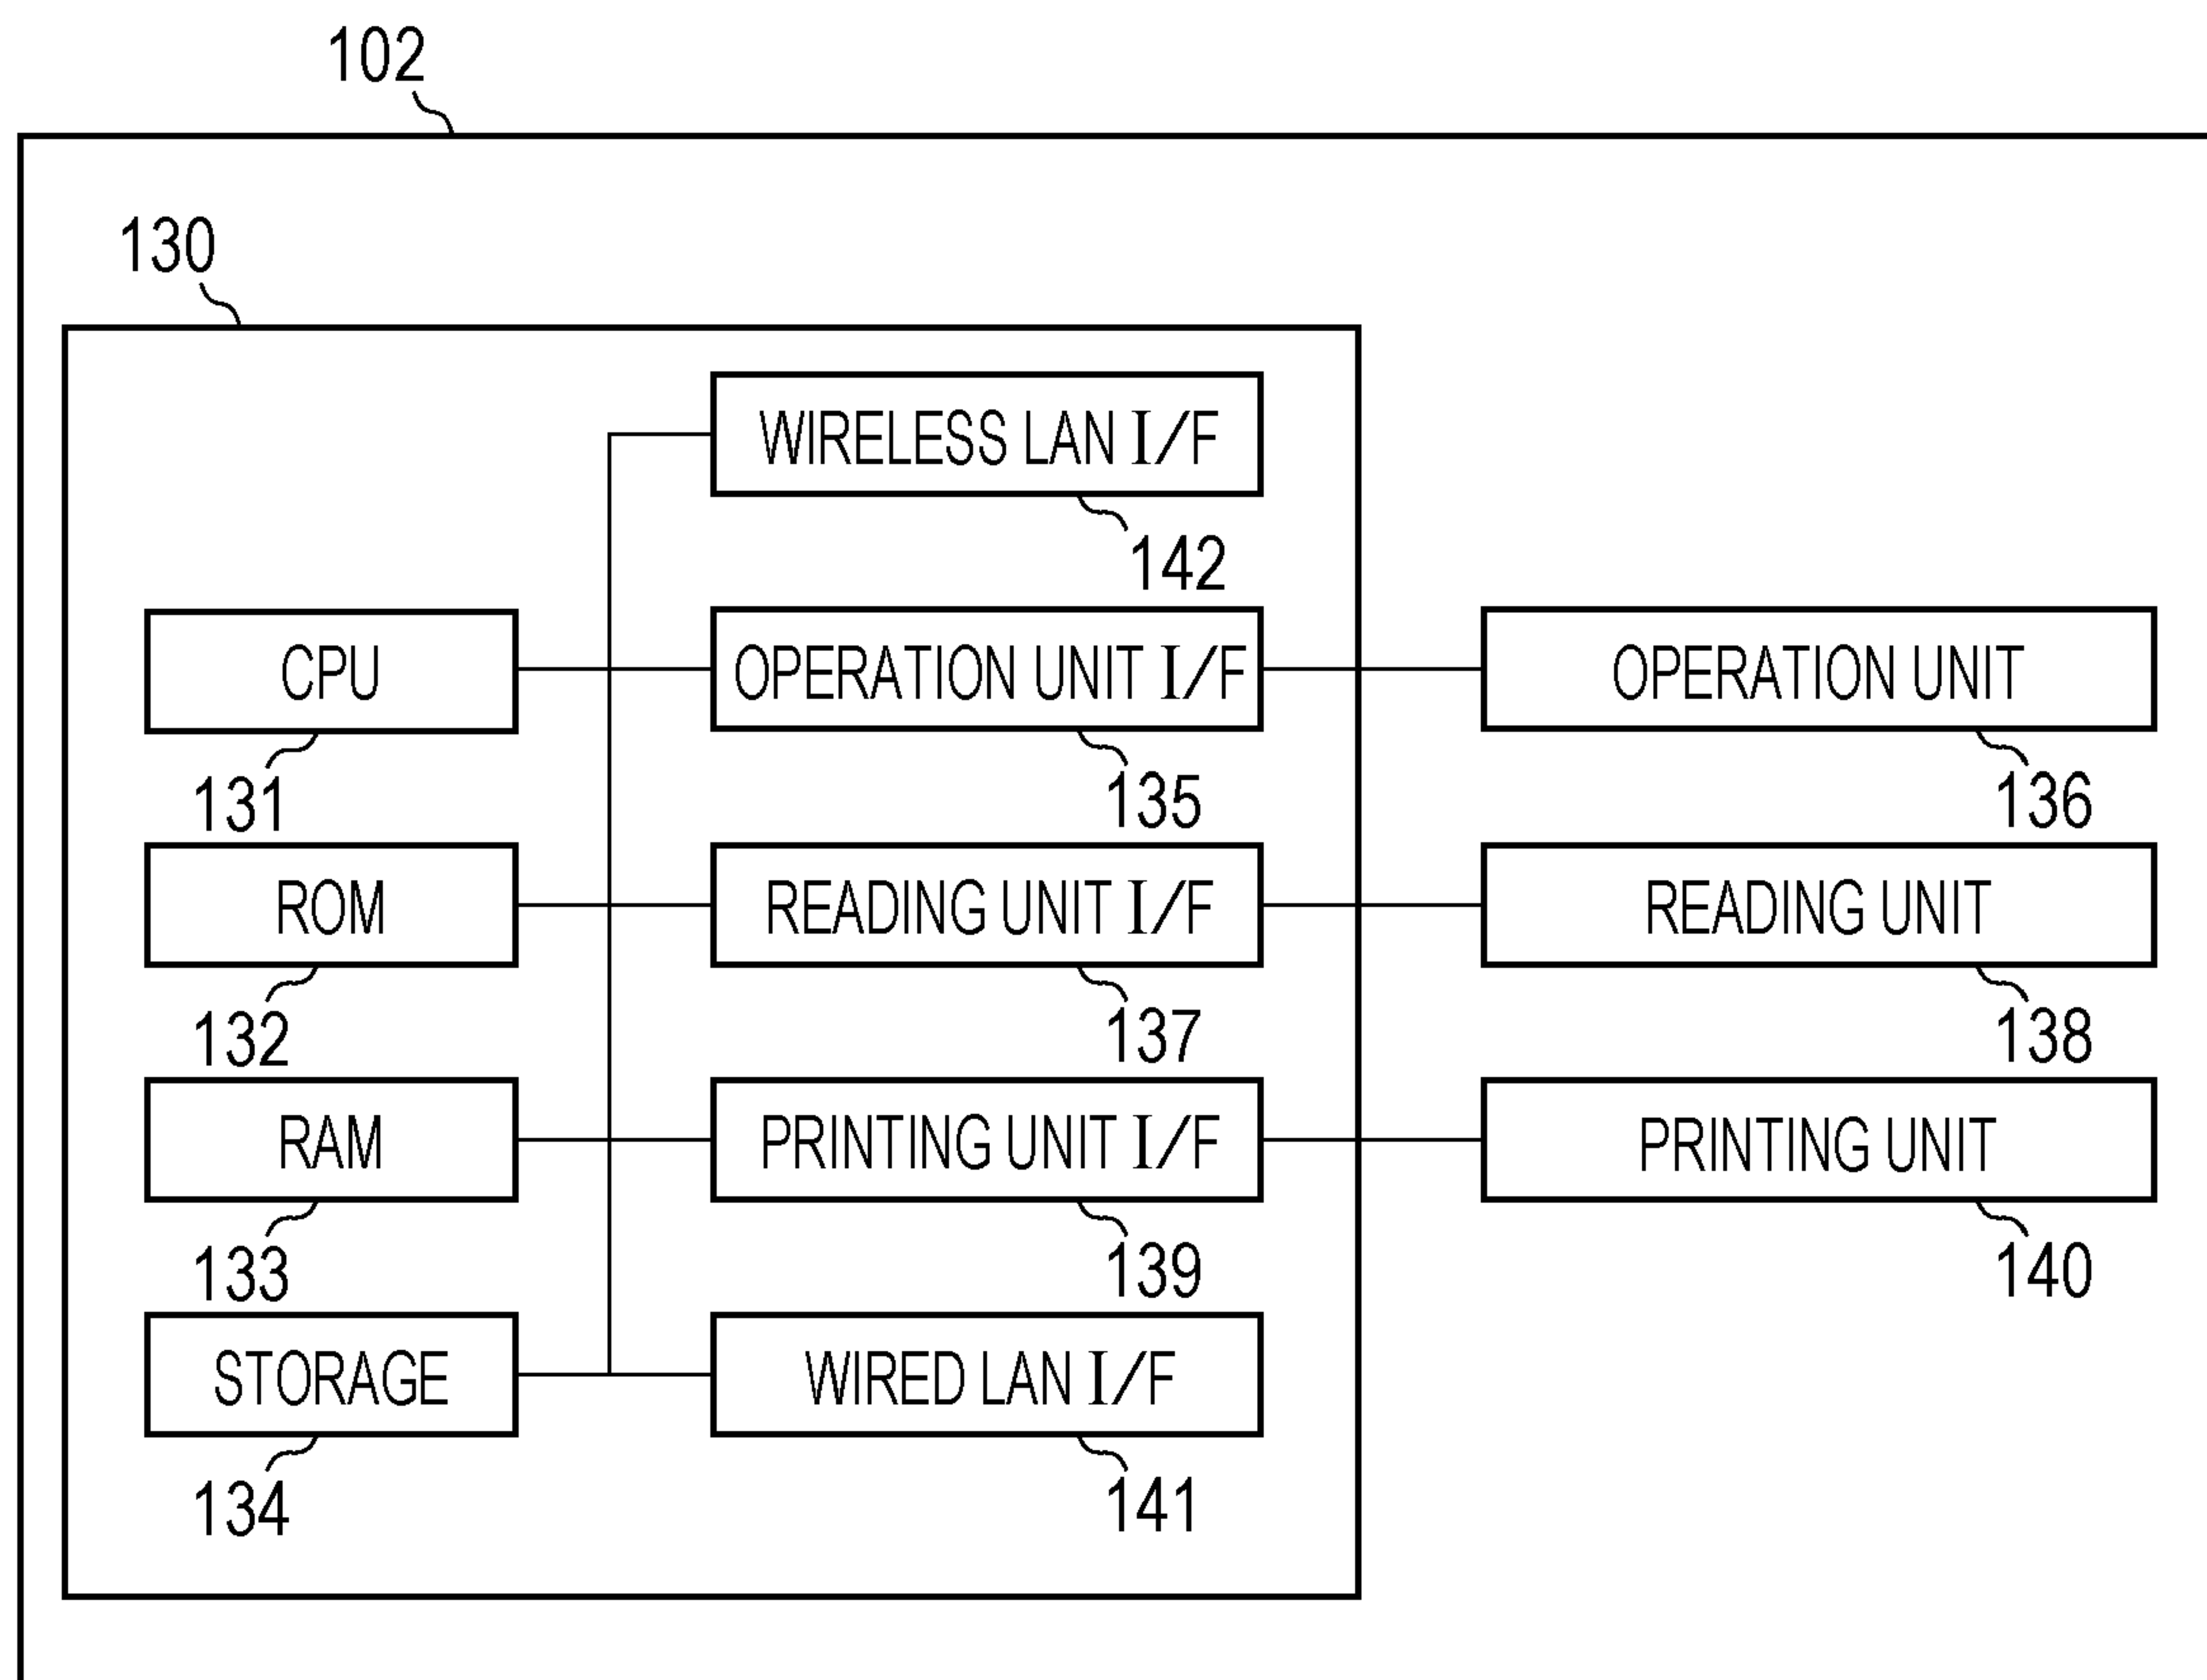 102
130
WIRELESS LAN I/F
142
CPU
OPERATION UNIT I/F
OPERATION UNIT
131
135
136
ROM
READING UNIT I/F
READING UNIT
132
137
138
RAM
PRINTING UNIT I/F
PRINTING UNIT
133
139
140
STORAGE
WIRED LAN I/F
134
141